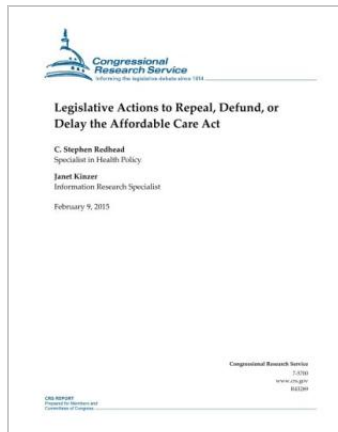 Congressional
Research Service
Informing the legislative debate since 1914
Legislative Actions to Repeal, Defund, or
Delay the Affordable Care Act
C. Stephen Redhead
Specialist in Health Policy
Janet Kinzer
Information Research Specialist
February 9, 2015
Congressional Research Service
7-5700
www.crs.gov
R43289
CRS REPORT
Prepared for Members and
Committees of Congress